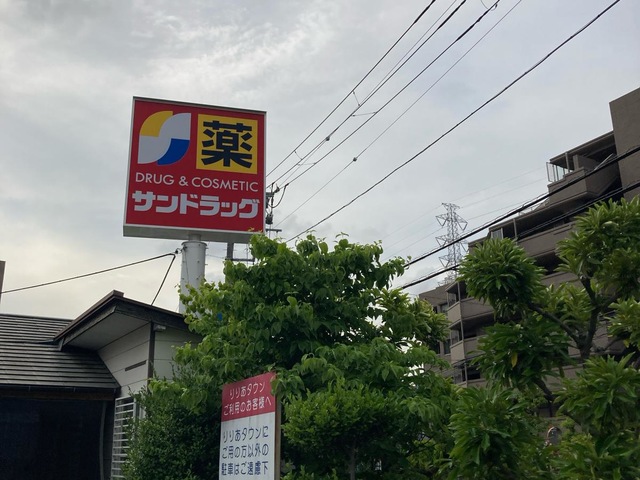 薬
DRUG & COSMETIC
サンドラッグ
りりあタウン
ご利用のお客様へ
りりあタウンに
ご用の方以外の
駐車はご遠慮下